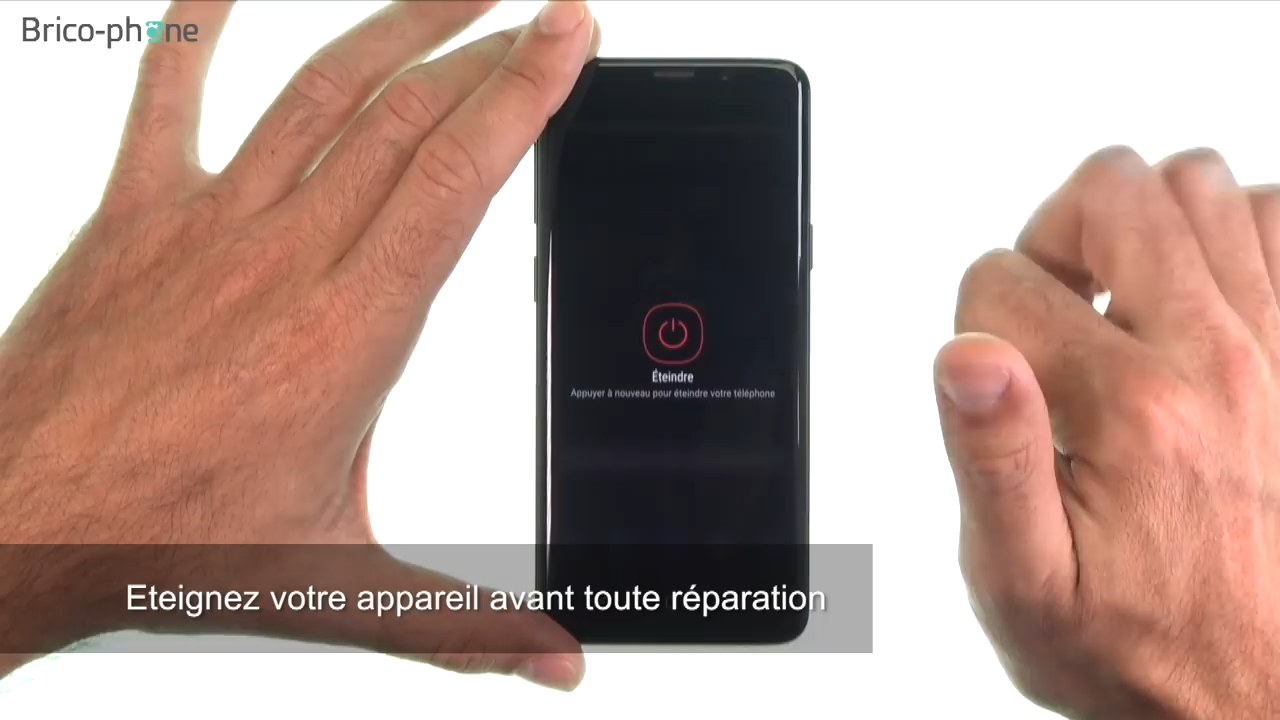 Brico-phone
Éteindre
Appuyer à nouveau pour éteindre votre téléphone
Eteignez votre appareil avant toute réparation